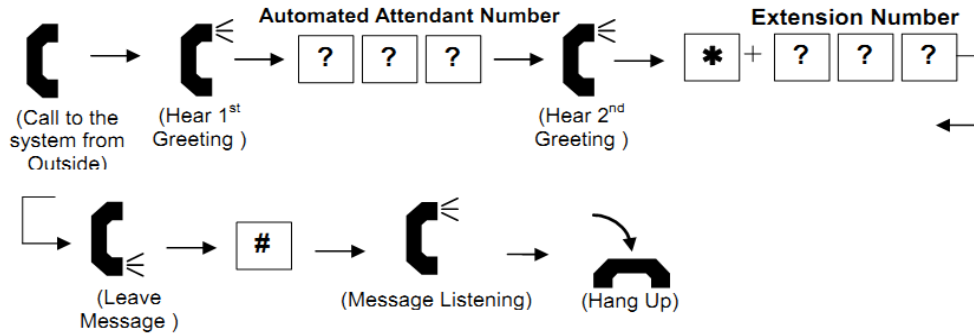 Automated Attendant Number
Extension Number
? ? ?
* + ? ? ?
(Call to the
system from
Outside)
(Hear 1st
Greeting )
(Hear 2nd
Greeting )
#
(Leave
Message )
(Message Listening)
(Hang Up)